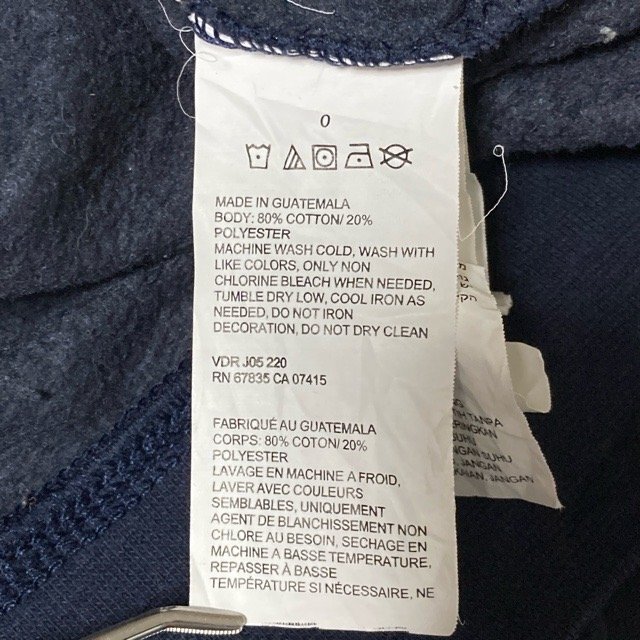 0
MADE IN GUATEMALA
BODY: 80% COTTON/ 20%
POLYESTER
MACHINE WASH COLD, WASH WITH
LIKE COLORS, ONLY NON
CHLORINE BLEACH WHEN NEEDED,
TUMBLE DRY LOW, COOL IRON AS
NEEDED, DO NOT IRON
DECORATION, DO NOT DRY CLEAN
VDR J05 220
RN 67835 CA 07415
FABRIQUÉ AU GUATEMALA
CORPS: 80% COTON/ 20%
POLYESTER
LAVAGE EN MACHINE A FROID,
LAVER AVEC COULEURS
SEMBLABLES, UNIQUEMENT
AGENT DE BLANCHISSEMENT NON
CHLORE AU BESOIN, SECHAGE EN
MACHINE A BASSE TEMPERATURE,
REPASSER À BASSE
TEMPÉRATURE SI NÉCESSAIRE, NE
TANPA
SUHU
JANGAN